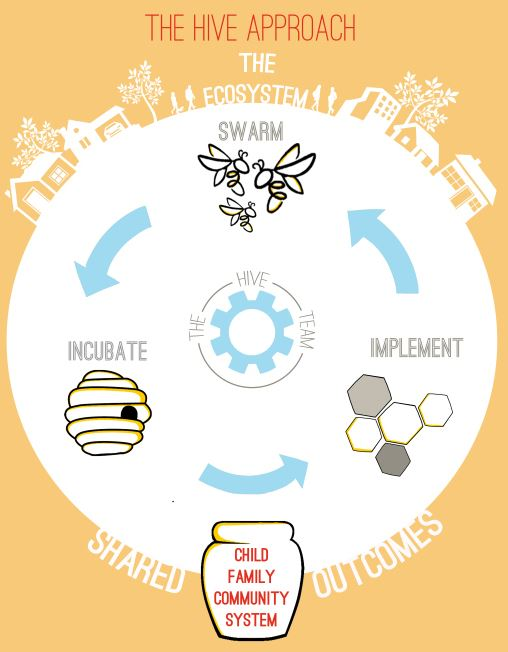 THE HIVE APPROACH
THE
ECOSYSTEM
SWARM
THE HIVE TEAM
INCUBATE
IMPLEMENT
SHARED OUTCOMES
CHILD
FAMILY
COMMUNITY
SYSTEM